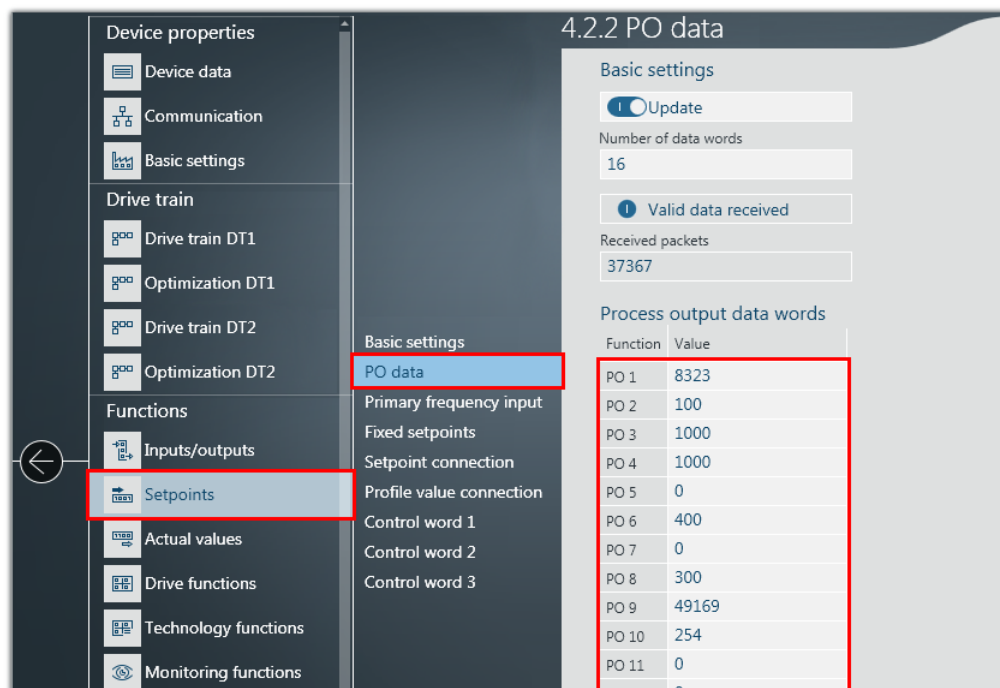 4.2.2 PO data
Device properties
Device data
Communication
Basic settings
Drive train
Drive train DT1
Optimization DT1
Drive train DT2
Optimization DT2
Functions
Inputs/outputs
Setpoints
Actual values
Drive functions
Technology functions
Monitoring functions
Basic settings
PO data
Primary frequency input
Fixed setpoints
Setpoint connection
Profile value connection
Control word 1
Control word 2
Control word 3
Basic settings
Update
Number of data words
16
Valid data received
Received packets
37367
Process output data words
Function Value
PO 1 8323
PO 2 100
PO 3 1000
PO 4 1000
PO 5 0
PO 6 400
PO 7 0
PO 8 300
PO 9 49169
PO 10 254
PO 11 0